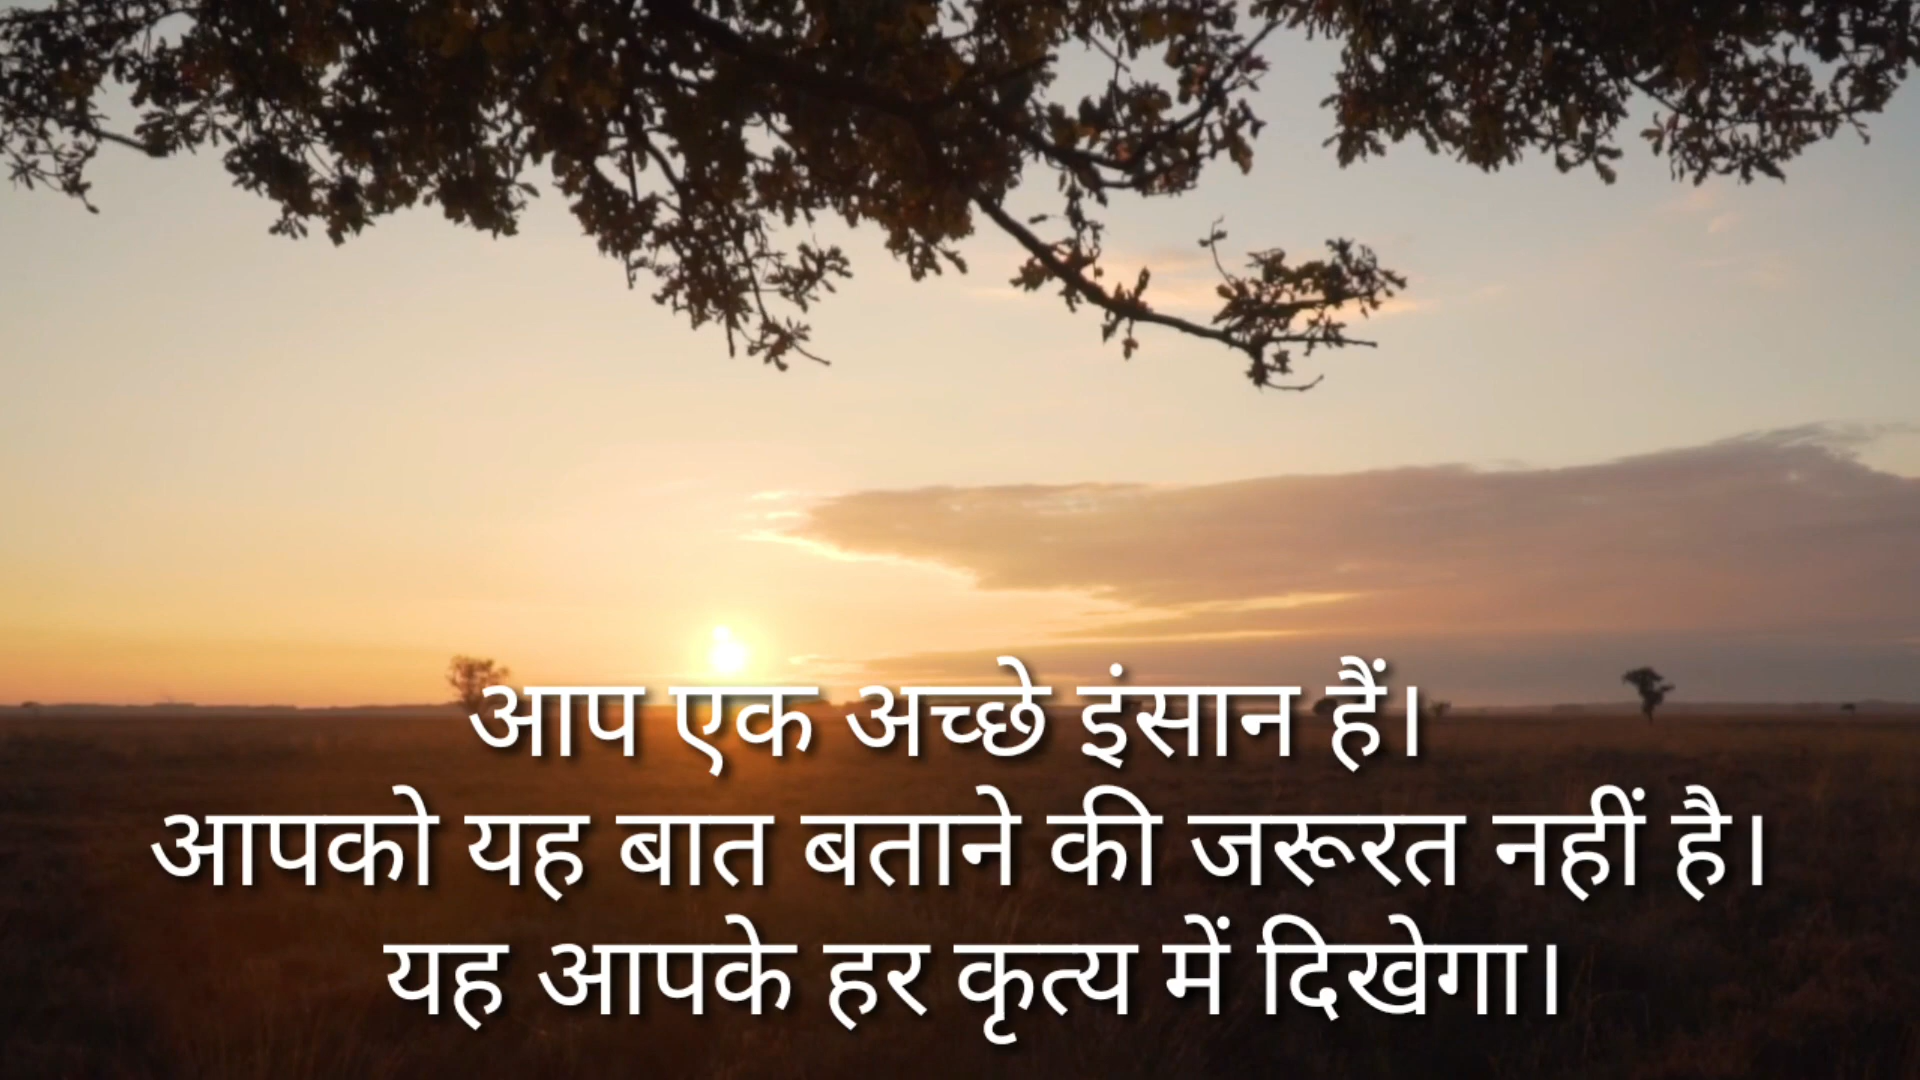 आप एक अच्छे इंसान हैं।
आपको यह बात बताने की जरूरत नहीं है।
यह आपके हर कृत्य में दिखेगा।